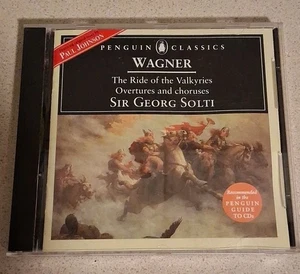 PAUL JOHNSON
PENGUIN CLASSICS
WAGNER
The Ride of the Valkyries
Overtures and choruses
SIR GEORG SOLTI
Recommended
in the
PENGUIN
GUIDE
TO CDs